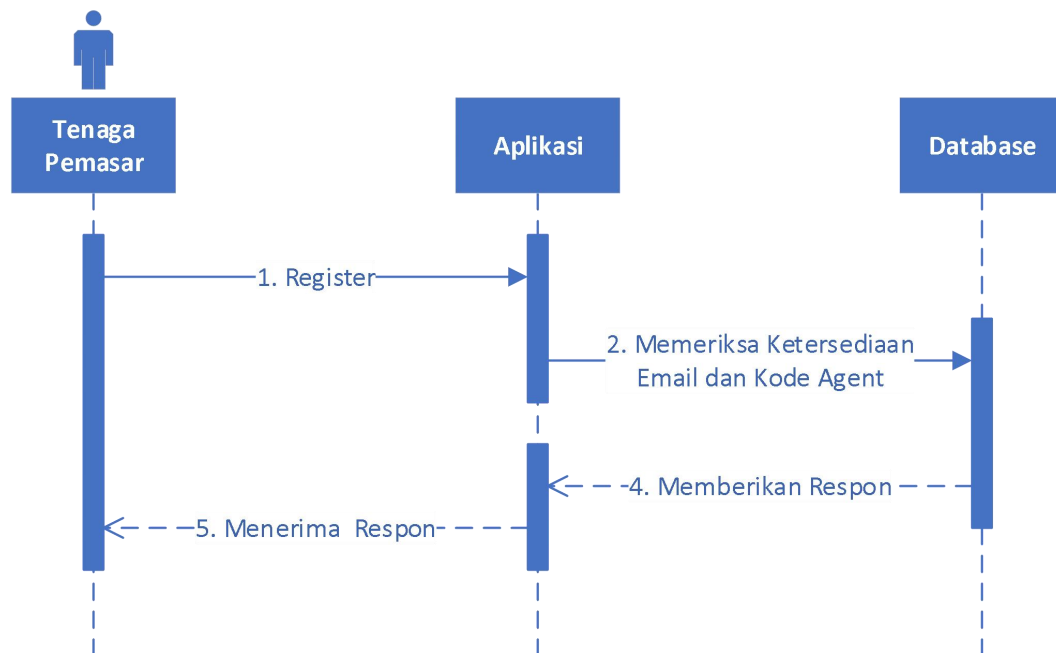 Tenaga
Pemasar
Aplikasi
Database
1. Register
2. Memeriksa Ketersediaan
Email dan Kode Agent
4. Memberikan Respon
5. Menerima Respon